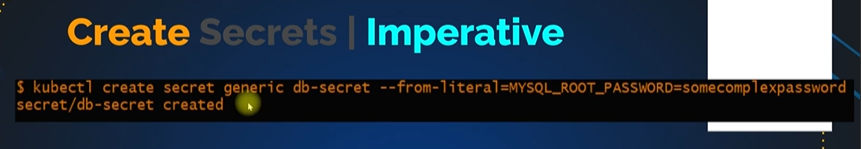 Create Secrets | Imperative
$ kubectl create secret generic db-secret --from-literal=MYSQL_ROOT_PASSWORD=somecomplexpassword
secret/db-secret created